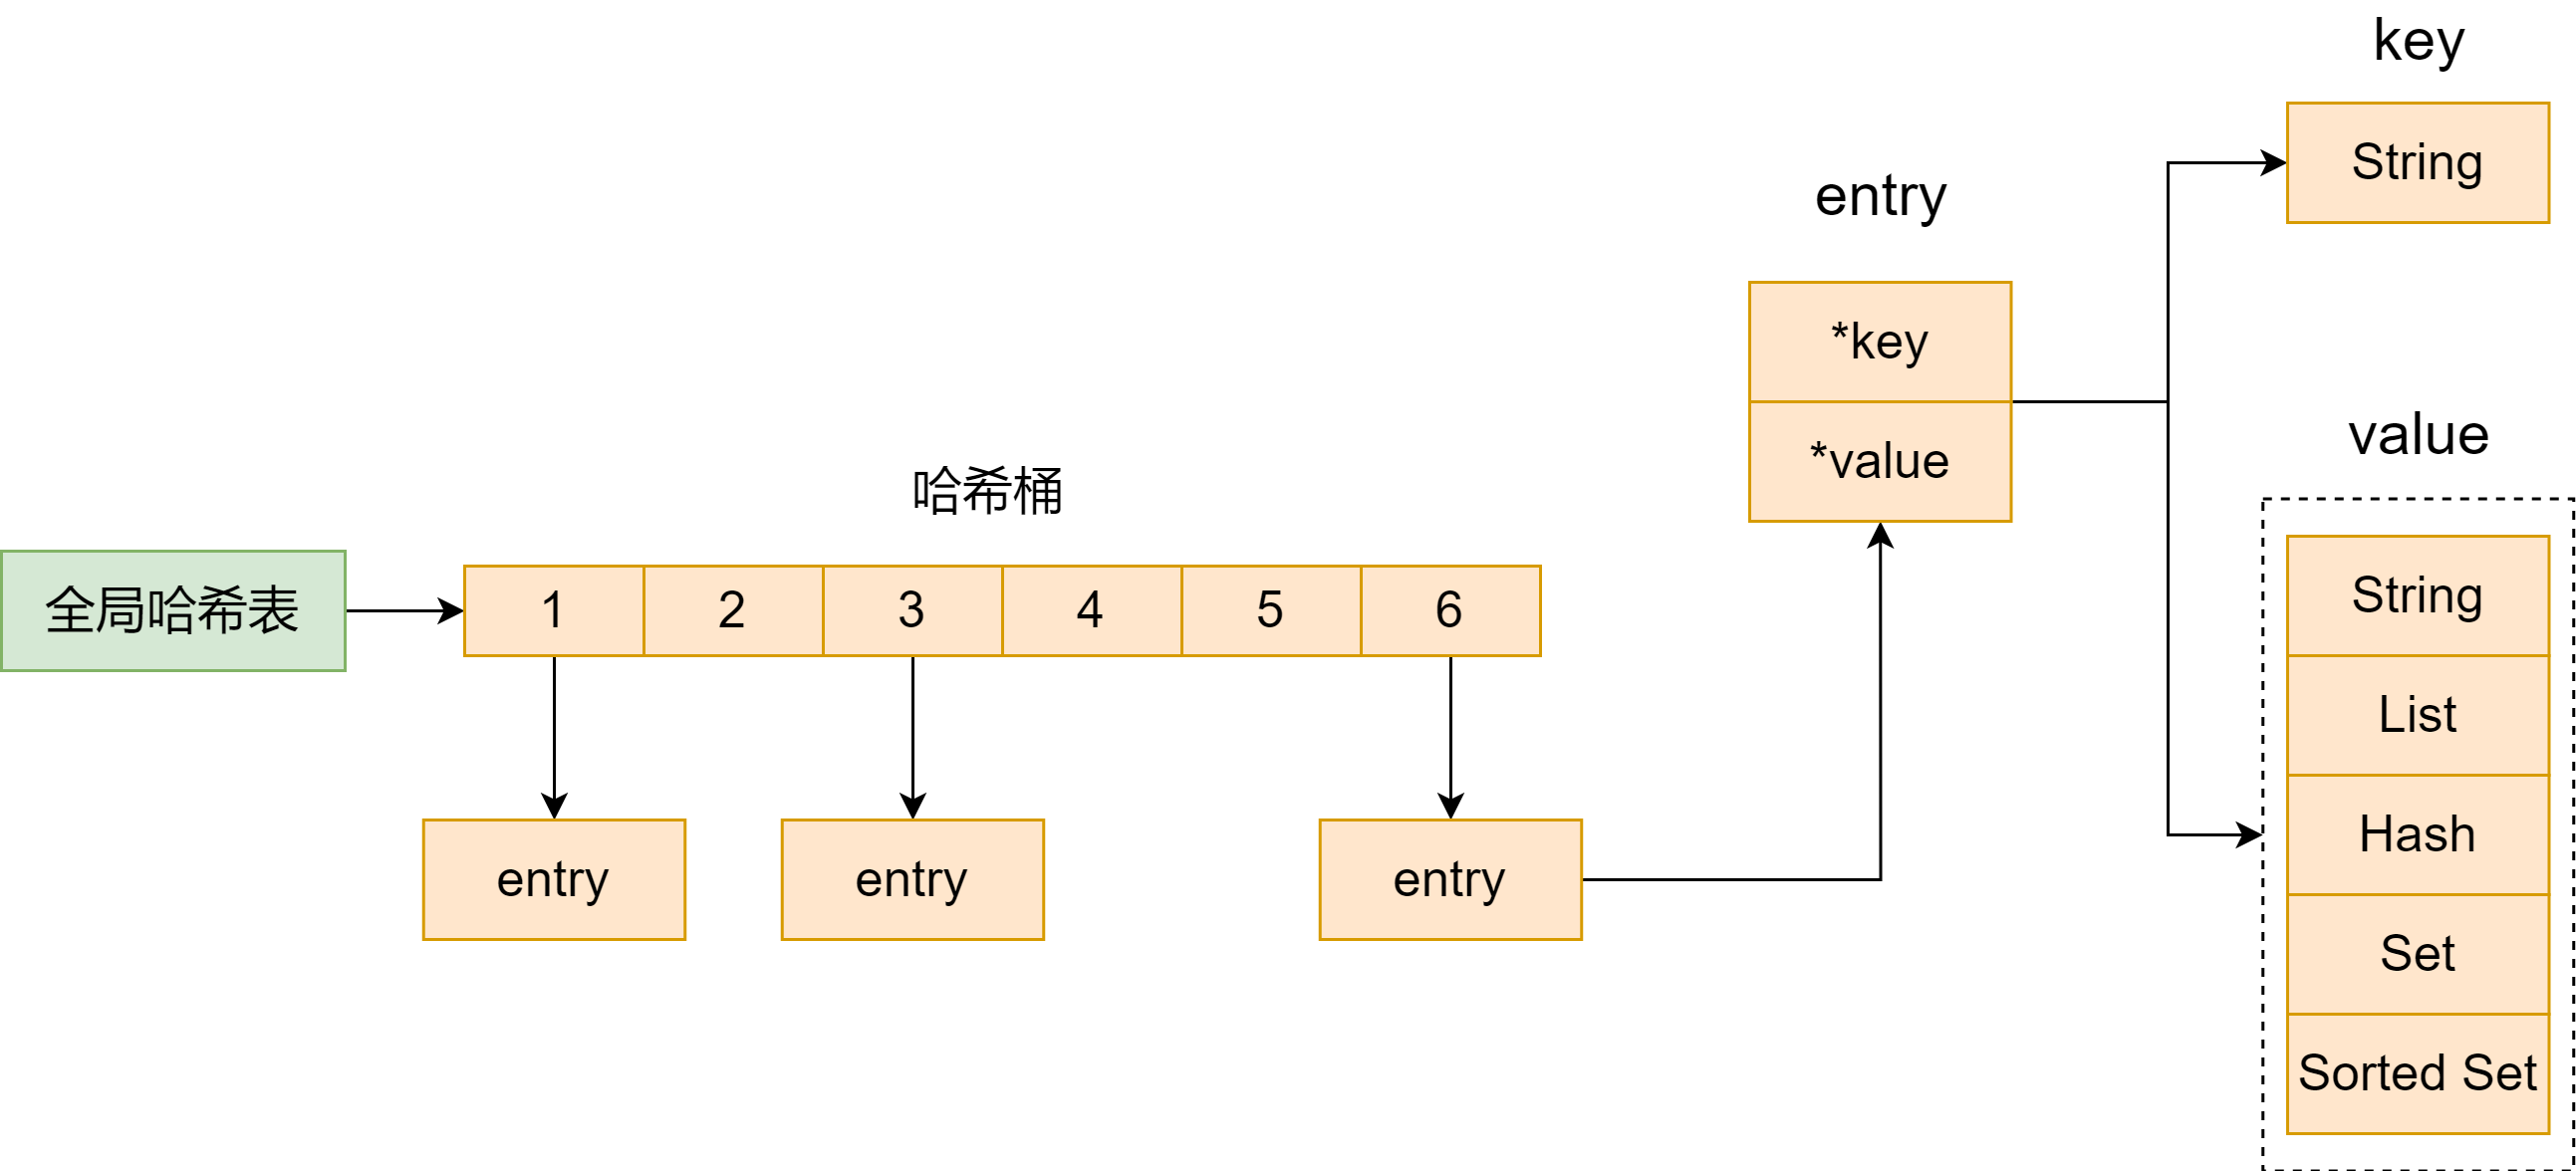 全局哈希表
哈希桶
1 2 3 4 5 6
entry entry entry
entry
*key
*value
key
String
value
String
List
Hash
Set
Sorted Set